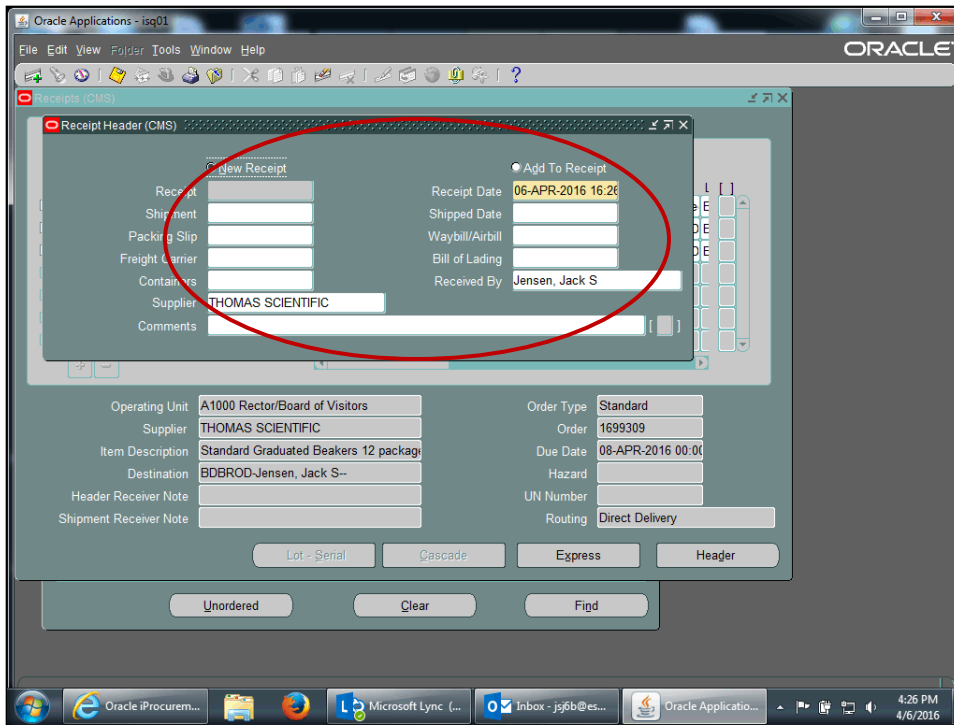 Oracle Applications - isq01
File Edit View Folder Tools Window Help
ORACLE
Receipts (CMS)
Receipt Header (CMS)
New Receipt
Add To Receipt
Receipt
Receipt Date 06-APR-2016 16:26
Shipment
Shipped Date
Packing Slip
Waybill/Airbill
Freight Carrier
Bill of Lading
Containers
Received By Jensen, Jack S
Supplier THOMAS SCIENTIFIC
Comments [ ]
L [ ]
Operating Unit A1000 Rector/Board of Visitors
Order Type Standard
Supplier THOMAS SCIENTIFIC
Order 1699309
Item Description Standard Graduated Beakers 12 package
Due Date 08-APR-2016 00:00
Destination BDBROD-Jensen, Jack S--
Hazard
Header Receiver Note
UN Number
Shipment Receiver Note
Routing Direct Delivery
Lot - Serial Cascade Express Header
Unordered Clear Find
Oracle iProcurem... Microsoft Lync (... Inbox - jsj6b@es... Oracle Applicatio...
4:26 PM
4/6/2016